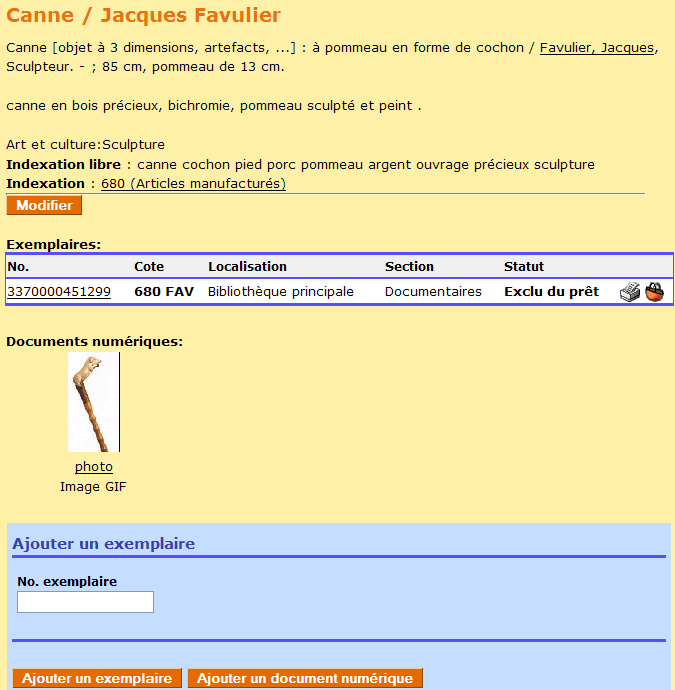 Canne / Jacques Favulier
Canne [objet à 3 dimensions, artefacts, ...] : à pommeau en forme de cochon / Favulier, Jacques,
Sculpteur. - ; 85 cm, pommeau de 13 cm.
canne en bois précieux, bichromie, pommeau sculpté et peint .
Art et culture:Sculpture
Indexation libre : canne cochon pied porc pommeau argent ouvrage précieux sculpture
Indexation : 680 (Articles manufacturés)
Modifier
Exemplaires:
No. Cote Localisation Section Statut
3370000451299 680 FAV Bibliothèque principale Documentaires Exclu du prêt
Documents numériques:
photo
Image GIF
Ajouter un exemplaire
No. exemplaire
Ajouter un exemplaire Ajouter un document numérique